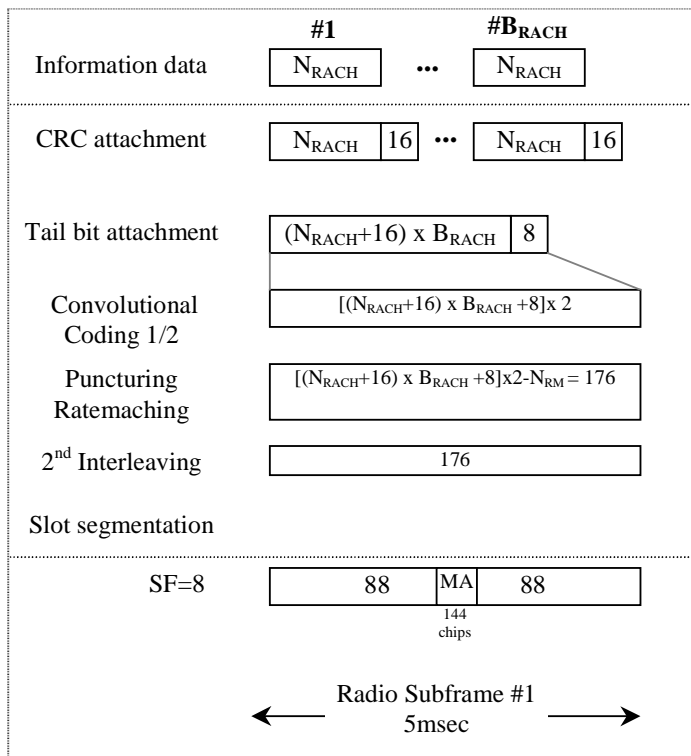 #1 #B_RACH
Information data N_RACH ... N_RACH
CRC attachment N_RACH 16 ... N_RACH 16
Tail bit attachment (N_RACH+16) x B_RACH 8
Convolutional
Coding 1/2
[(N_RACH+16) x B_RACH +8]x 2
Puncturing
Ratemaching
[(N_RACH+16) x B_RACH +8]x2-N_RM = 176
2nd Interleaving 176
Slot segmentation
SF=8 88 MA 88
144
chips
Radio Subframe #1
5msec